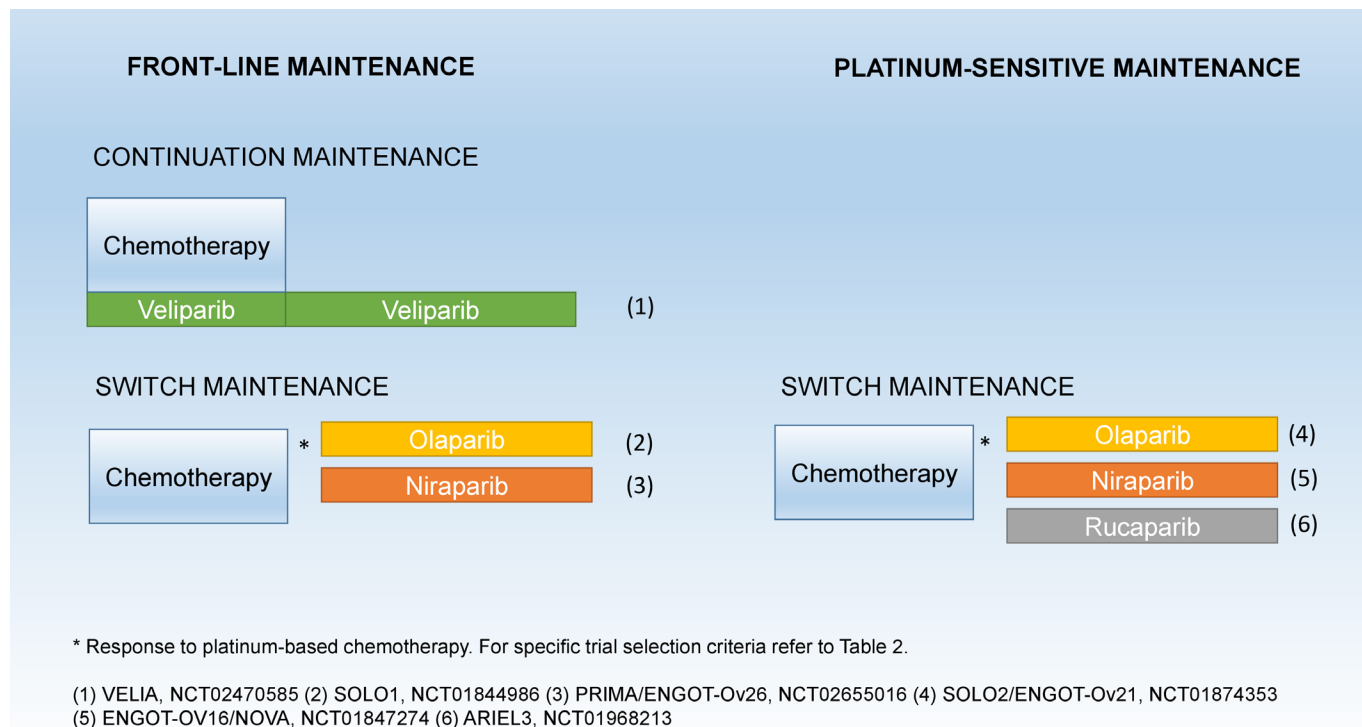 FRONT-LINE MAINTENANCE
PLATINUM-SENSITIVE MAINTENANCE
CONTINUATION MAINTENANCE
Chemotherapy
Veliparib Veliparib (1)
SWITCH MAINTENANCE
Chemotherapy
*
Olaparib (2)
Niraparib (3)
SWITCH MAINTENANCE
Chemotherapy
*
Olaparib (4)
Niraparib (5)
Rucaparib (6)
* Response to platinum-based chemotherapy. For specific trial selection criteria refer to Table 2.
(1) VELIA, NCT02470585 (2) SOLO1, NCT01844986 (3) PRIMA/ENGOT-Ov26, NCT02655016 (4) SOLO2/ENGOT-Ov21, NCT01874353
(5) ENGOT-OV16/NOVA, NCT01847274 (6) ARIEL3, NCT01968213